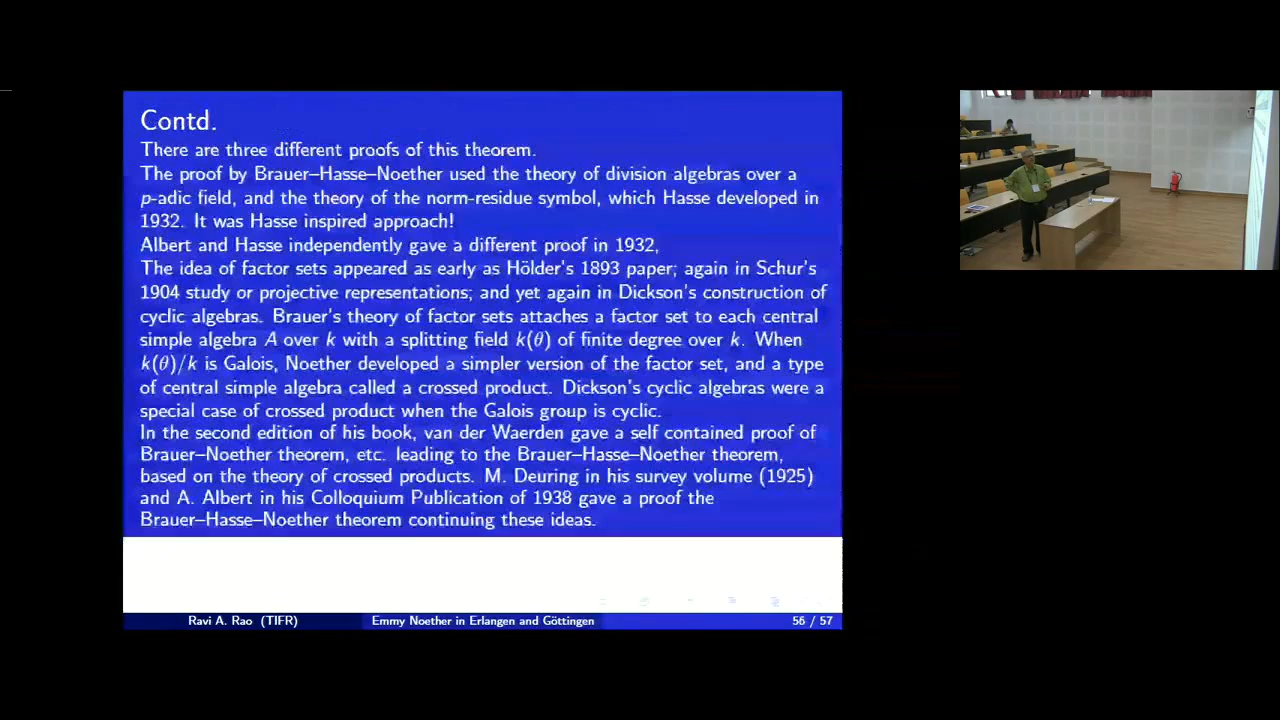 Contd.
There are three different proofs of this theorem.
The proof by Brauer–Hasse–Noether used the theory of division algebras over a
p-adic field, and the theory of the norm-residue symbol, which Hasse developed in
1932. It was Hasse inspired approach!
Albert and Hasse independently gave a different proof in 1932,
The idea of factor sets appeared as early as Hölder's 1893 paper; again in Schur's
1904 study or projective representations; and yet again in Dickson's construction of
cyclic algebras. Brauer's theory of factor sets attaches a factor set to each central
simple algebra A over k with a splitting field k(θ) of finite degree over k. When
k(θ)/k is Galois, Noether developed a simpler version of the factor set, and a type
of central simple algebra called a crossed product. Dickson's cyclic algebras were a
special case of crossed product when the Galois group is cyclic.
In the second edition of his book, van der Waerden gave a self contained proof of
Brauer–Noether theorem, etc. leading to the Brauer–Hasse–Noether theorem,
based on the theory of crossed products. M. Deuring in his survey volume (1925)
and A. Albert in his Colloquium Publication of 1938 gave a proof the
Brauer–Hasse–Noether theorem continuing these ideas.
Ravi A. Rao (TIFR) Emmy Noether in Erlangen and Göttingen 56 / 57